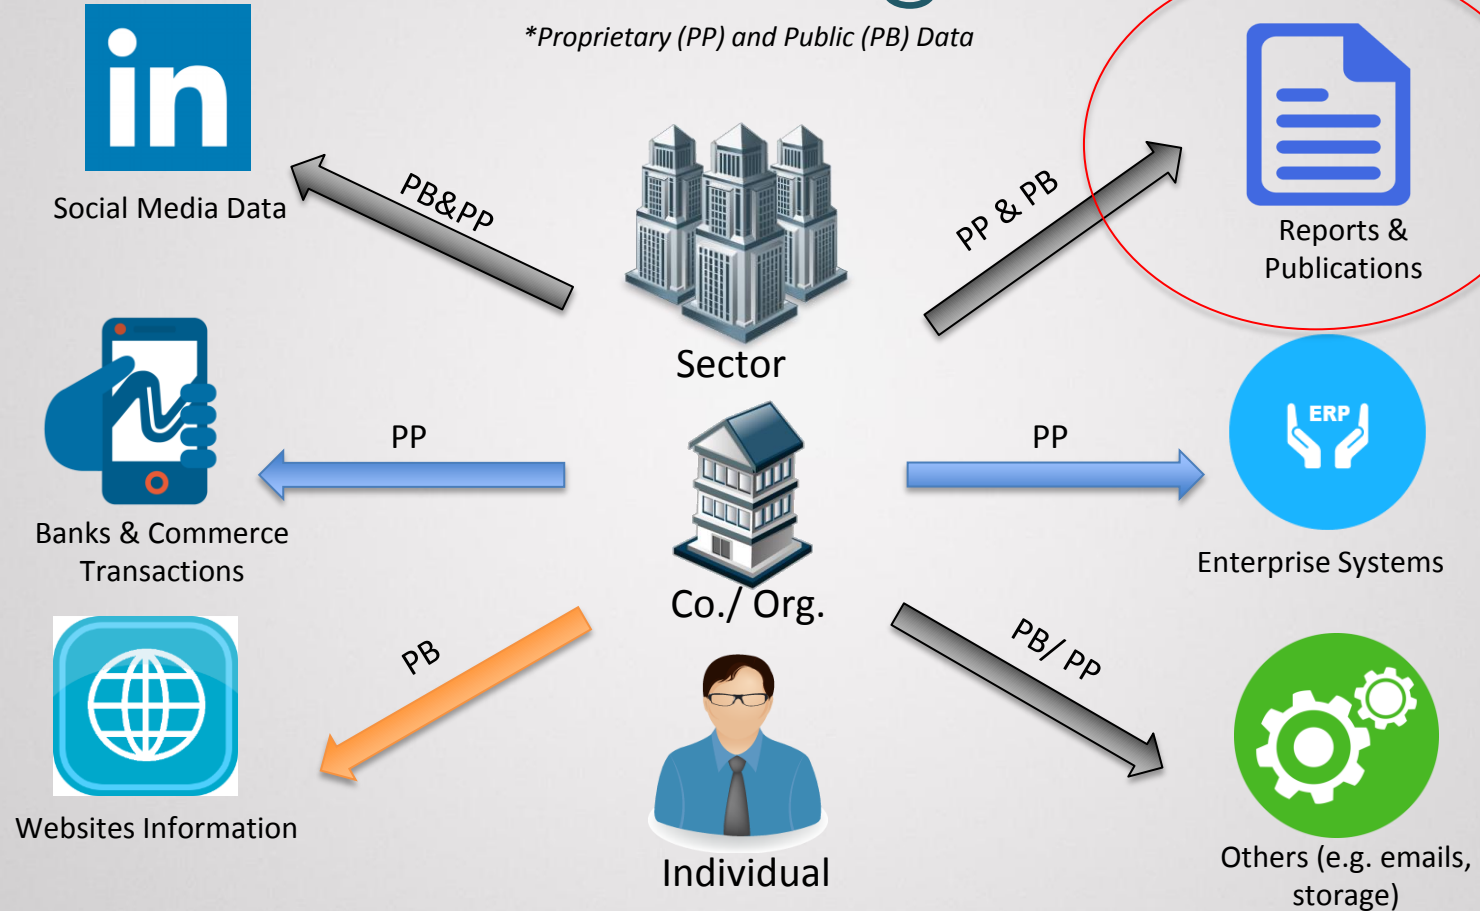 *Proprietary (PP) and Public (PB) Data
in
Social Media Data
PB&PP
Sector
PP & PB
Reports &
Publications
Banks & Commerce
Transactions
PP
Co./ Org.
PP
ERP
Enterprise Systems
Websites Information
PB
Individual
PB/ PP
Others (e.g. emails,
storage)